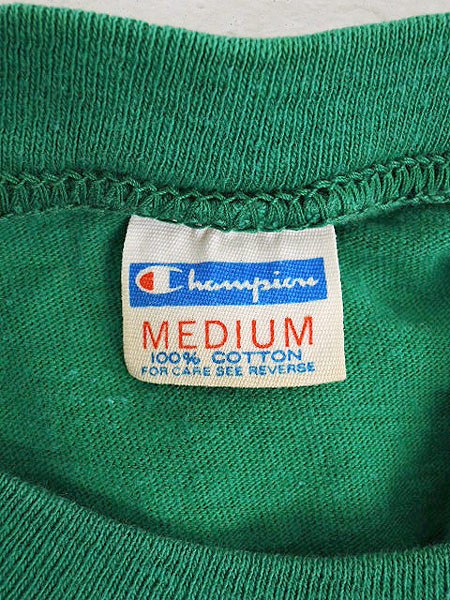 Champion
MEDIUM
100% COTTON
FOR CARE SEE REVERSE